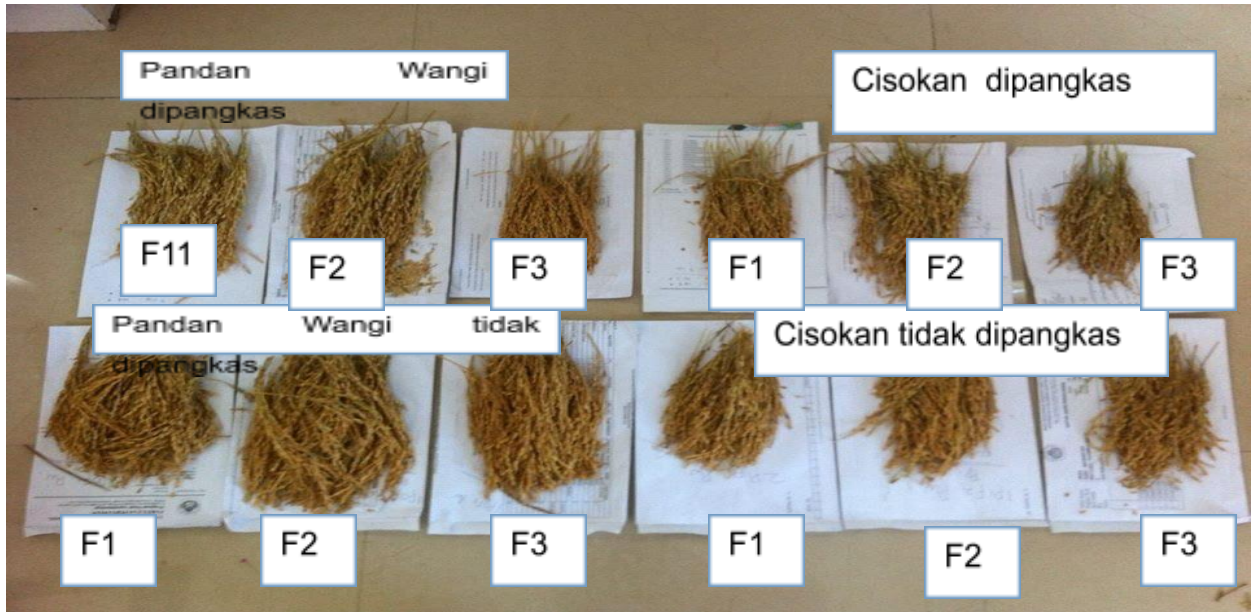 Pandan Wangi
dipangkas
Cisokan dipangkas
F11
F2
F3
F1
F2
F3
Pandan Wangi tidak
dipangkas
Cisokan tidak dipangkas
F1
F2
F3
F1
F2
F3